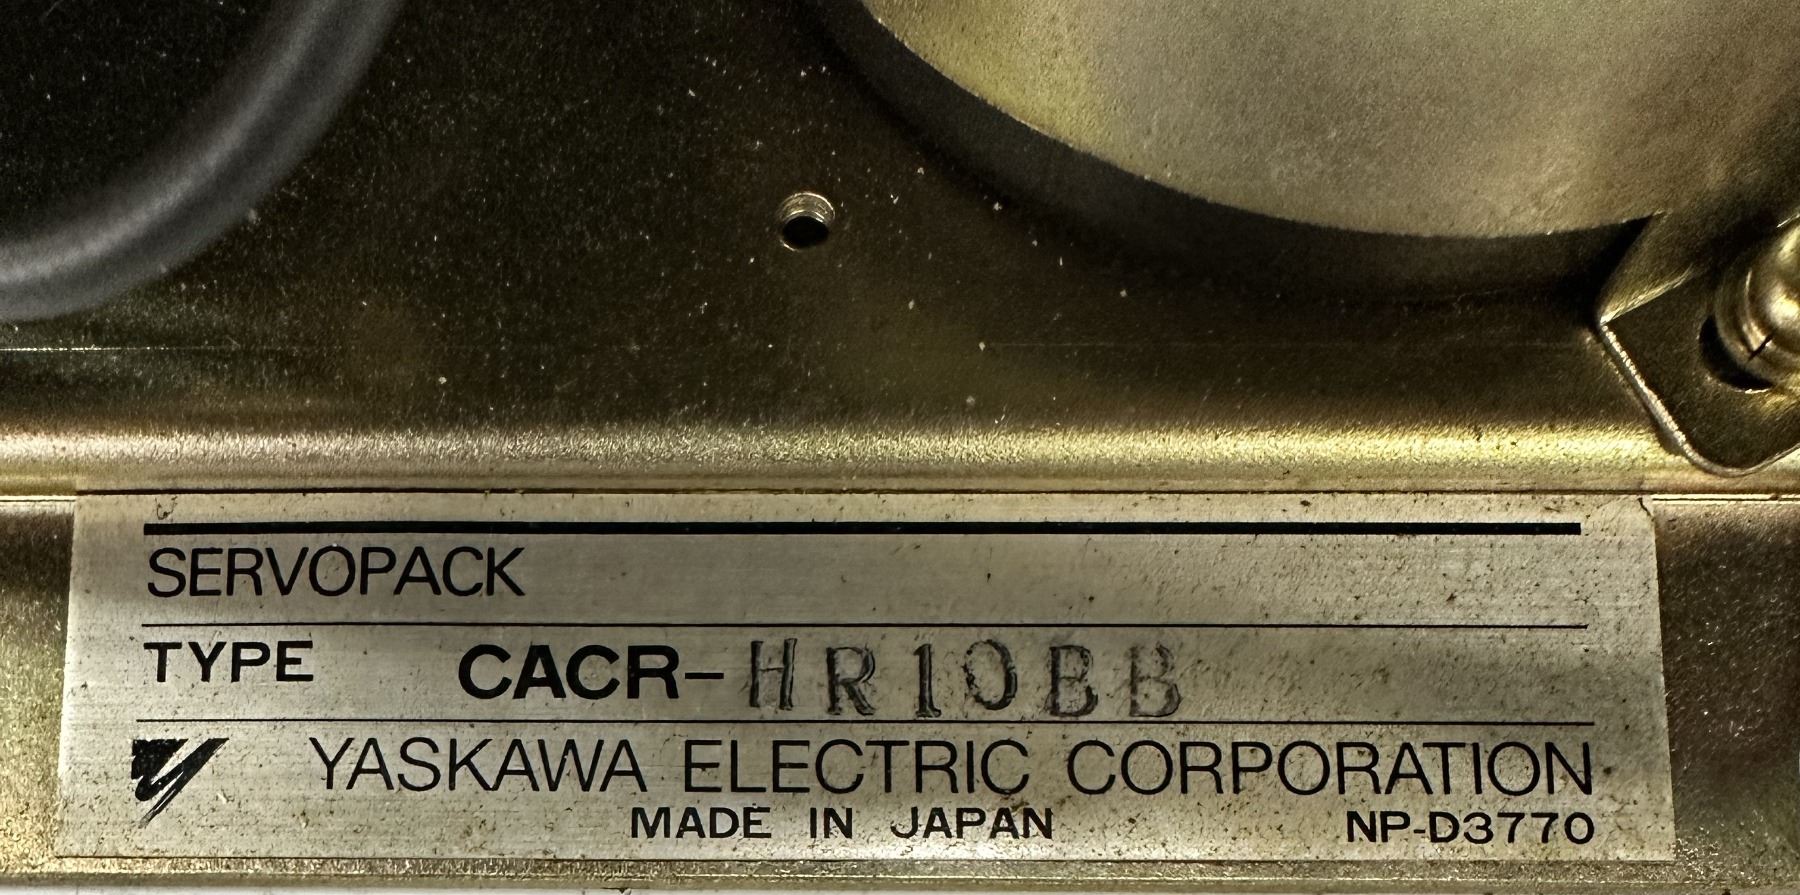 SERVOPACK
TYPE CACR-HR10BB
YASKAWA ELECTRIC CORPORATION
MADE IN JAPAN NP-D3770